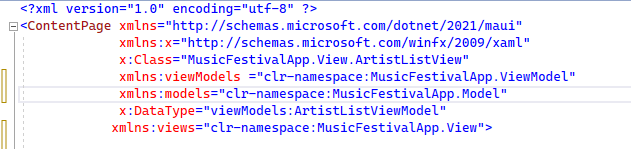 <?xml version="1.0" encoding="utf-8" ?>
<ContentPage xmlns="http://schemas.microsoft.com/dotnet/2021/maui"
xmlns:x="http://schemas.microsoft.com/winfx/2009/xaml"
x:Class="MusicFestivalApp.View.ArtistListView"
xmlns:viewModels ="clr-namespace:MusicFestivalApp.ViewModel"
xmlns:models="clr-namespace:MusicFestivalApp.Model"
x:DataType="viewModels:ArtistListViewModel"
xmlns:views="clr-namespace:MusicFestivalApp.View">